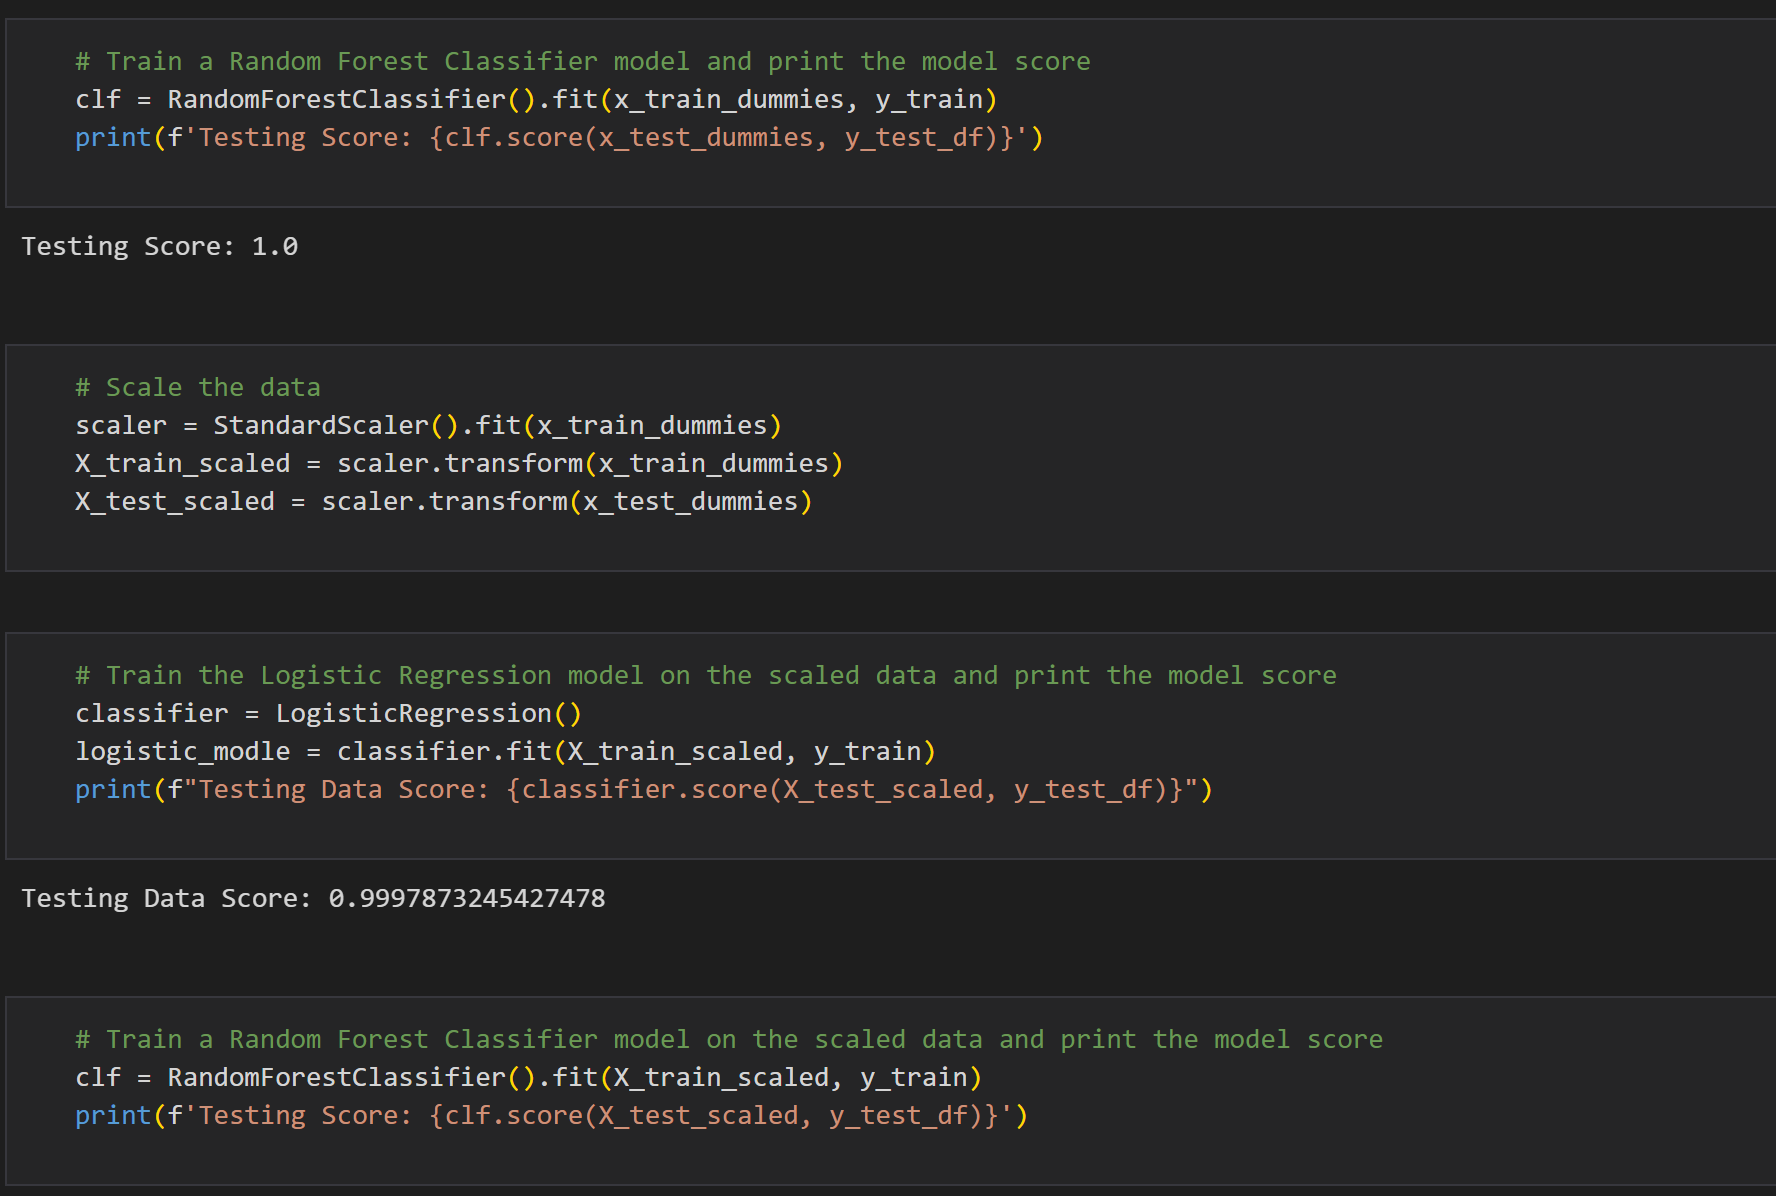 # Train a Random Forest Classifier model and print the model score
clf = RandomForestClassifier().fit(x_train_dummies, y_train)
print(f'Testing Score: {clf.score(x_test_dummies, y_test_df)}')
Testing Score: 1.0
# Scale the data
scaler = StandardScaler().fit(x_train_dummies)
X_train_scaled = scaler.transform(x_train_dummies)
X_test_scaled = scaler.transform(x_test_dummies)
# Train the Logistic Regression model on the scaled data and print the model score
classifier = LogisticRegression()
logistic_modle = classifier.fit(X_train_scaled, y_train)
print(f"Testing Data Score: {classifier.score(X_test_scaled, y_test_df)}")
Testing Data Score: 0.9997873245427478
# Train a Random Forest Classifier model on the scaled data and print the model score
clf = RandomForestClassifier().fit(X_train_scaled, y_train)
print(f'Testing Score: {clf.score(X_test_scaled, y_test_df)}')